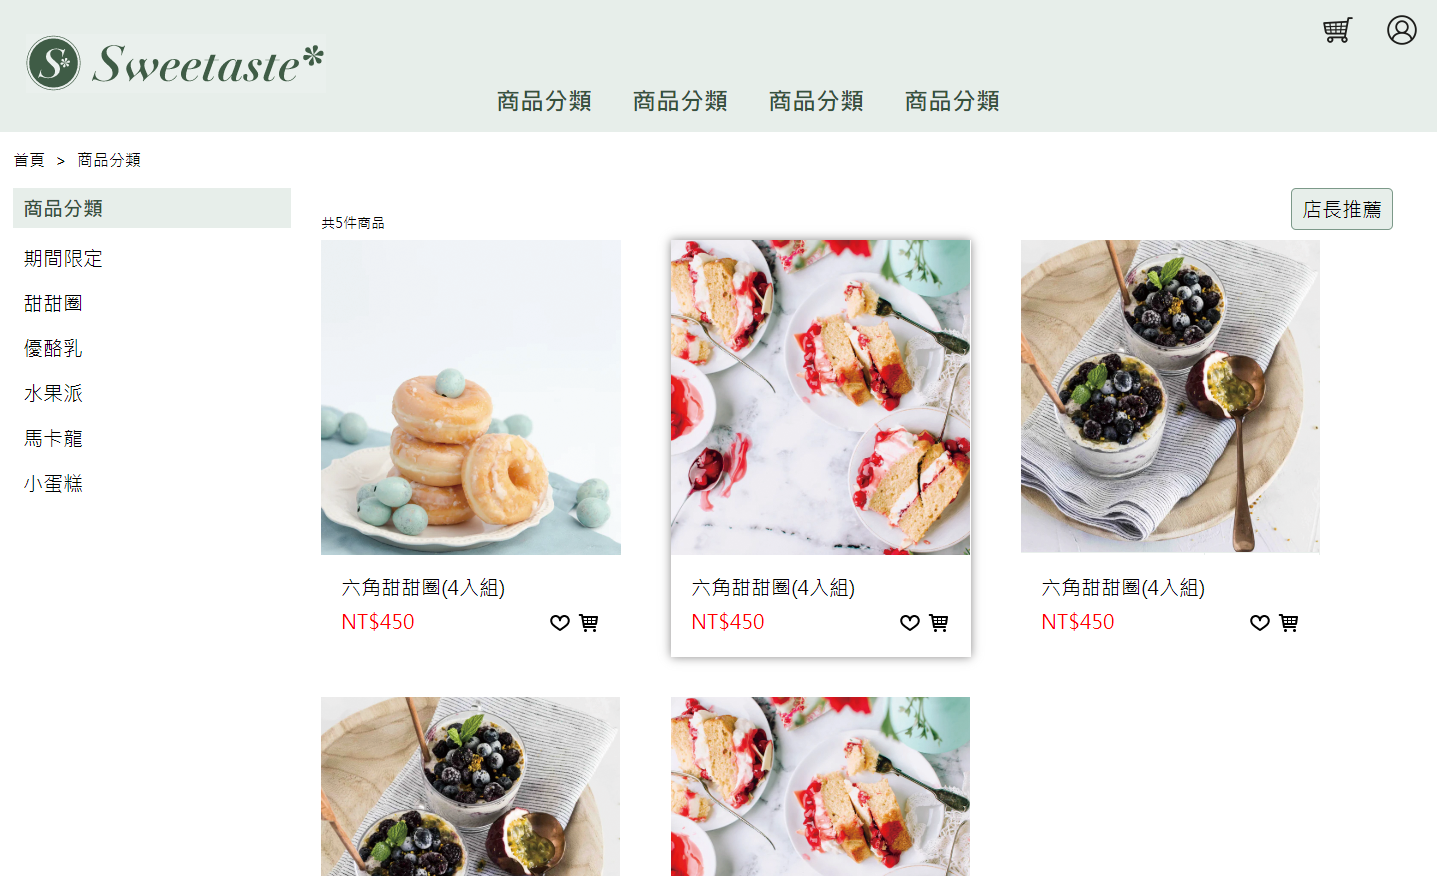 S* Sweetaste*
商品分類 商品分類 商品分類 商品分類
首頁 > 商品分類
商品分類
期間限定
甜甜圈
優酪乳
水果派
馬卡龍
小蛋糕
共5件商品
店長推薦
六角甜甜圈(4入組)
NT$450
六角甜甜圈(4入組)
NT$450
六角甜甜圈(4入組)
NT$450